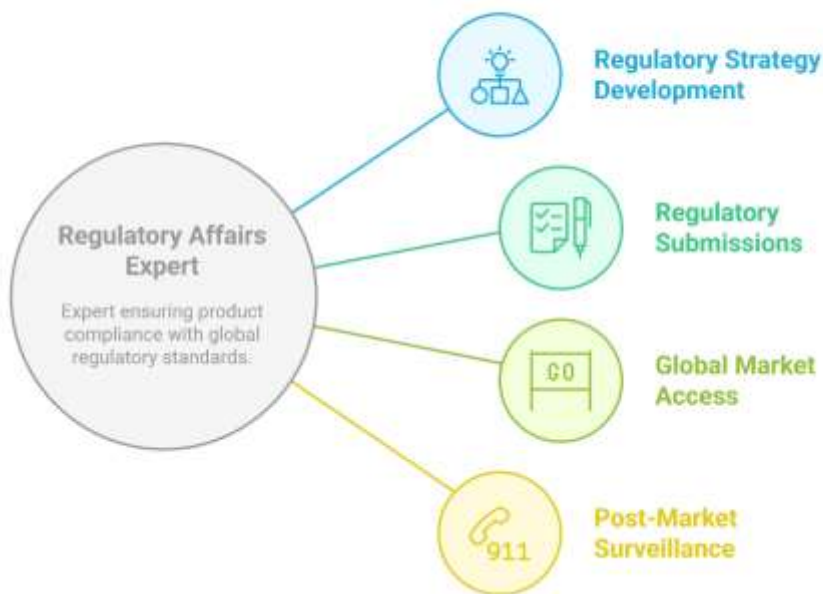 Regulatory Strategy
Development
Regulatory Affairs
Expert
Expert ensuring product
compliance with global
regulatory standards.
Regulatory
Submissions
GO
Global Market
Access
911
Post-Market
Surveillance